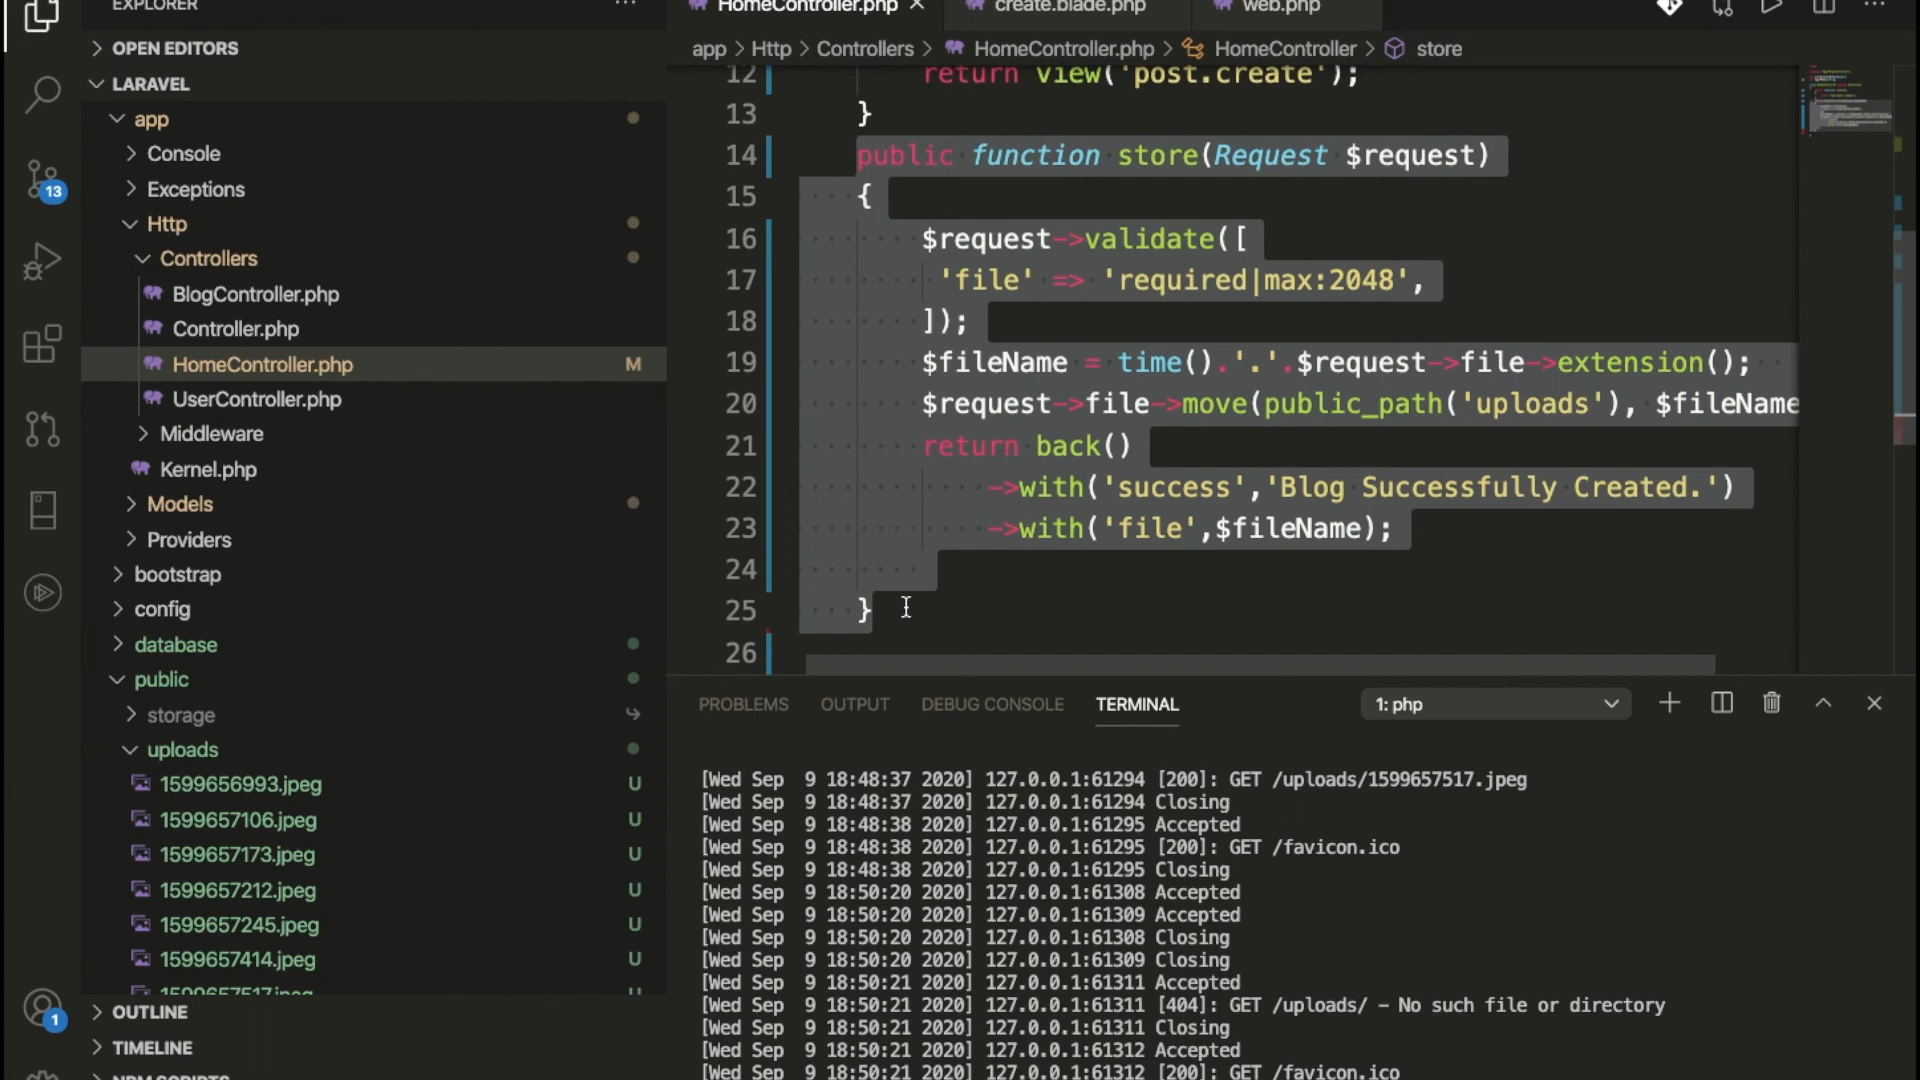 EXPLORER
OPEN EDITORS
LARAVEL
app
Console
Exceptions
Http
Controllers
BlogController.php
Controller.php
HomeController.php M
UserController.php
Middleware
Kernel.php
Models
Providers
bootstrap
config
database
public
storage
uploads
1599656993.jpeg U
1599657106.jpeg U
1599657173.jpeg U
1599657212.jpeg U
1599657245.jpeg U
1599657414.jpeg U
1599657517.jpeg U
OUTLINE
TIMELINE
NPM SCRIPTS
13
1
HomeController.php
create.blade.php
web.php
app > Http > Controllers > HomeController.php > HomeController > store
12 return view('post.create');
13 }
14 public function store(Request $request)
15 {
16 $request->validate([
17 'file' => 'required|max:2048',
18 ]);
19 $fileName = time().'.'.$request->file->extension();
20 $request->file->move(public_path('uploads'), $fileName
21 return back()
22 ->with('success','Blog Successfully Created.')
23 ->with('file',$fileName);
24
25 }
26
PROBLEMS OUTPUT DEBUG CONSOLE TERMINAL 1: php
[Wed Sep  9 18:48:37 2020] 127.0.0.1:61294 [200]: GET /uploads/1599657517.jpeg
[Wed Sep  9 18:48:37 2020] 127.0.0.1:61294 Closing
[Wed Sep  9 18:48:38 2020] 127.0.0.1:61295 Accepted
[Wed Sep  9 18:48:38 2020] 127.0.0.1:61295 [200]: GET /favicon.ico
[Wed Sep  9 18:48:38 2020] 127.0.0.1:61295 Closing
[Wed Sep  9 18:50:20 2020] 127.0.0.1:61308 Accepted
[Wed Sep  9 18:50:20 2020] 127.0.0.1:61309 Accepted
[Wed Sep  9 18:50:20 2020] 127.0.0.1:61308 Closing
[Wed Sep  9 18:50:20 2020] 127.0.0.1:61309 Closing
[Wed Sep  9 18:50:21 2020] 127.0.0.1:61311 Accepted
[Wed Sep  9 18:50:21 2020] 127.0.0.1:61311 [404]: GET /uploads/ - No such file or directory
[Wed Sep  9 18:50:21 2020] 127.0.0.1:61311 Closing
[Wed Sep  9 18:50:21 2020] 127.0.0.1:61312 Accepted
[Wed Sep  9 18:50:21 2020] 127.0.0.1:61312 [200]: GET /favicon.ico